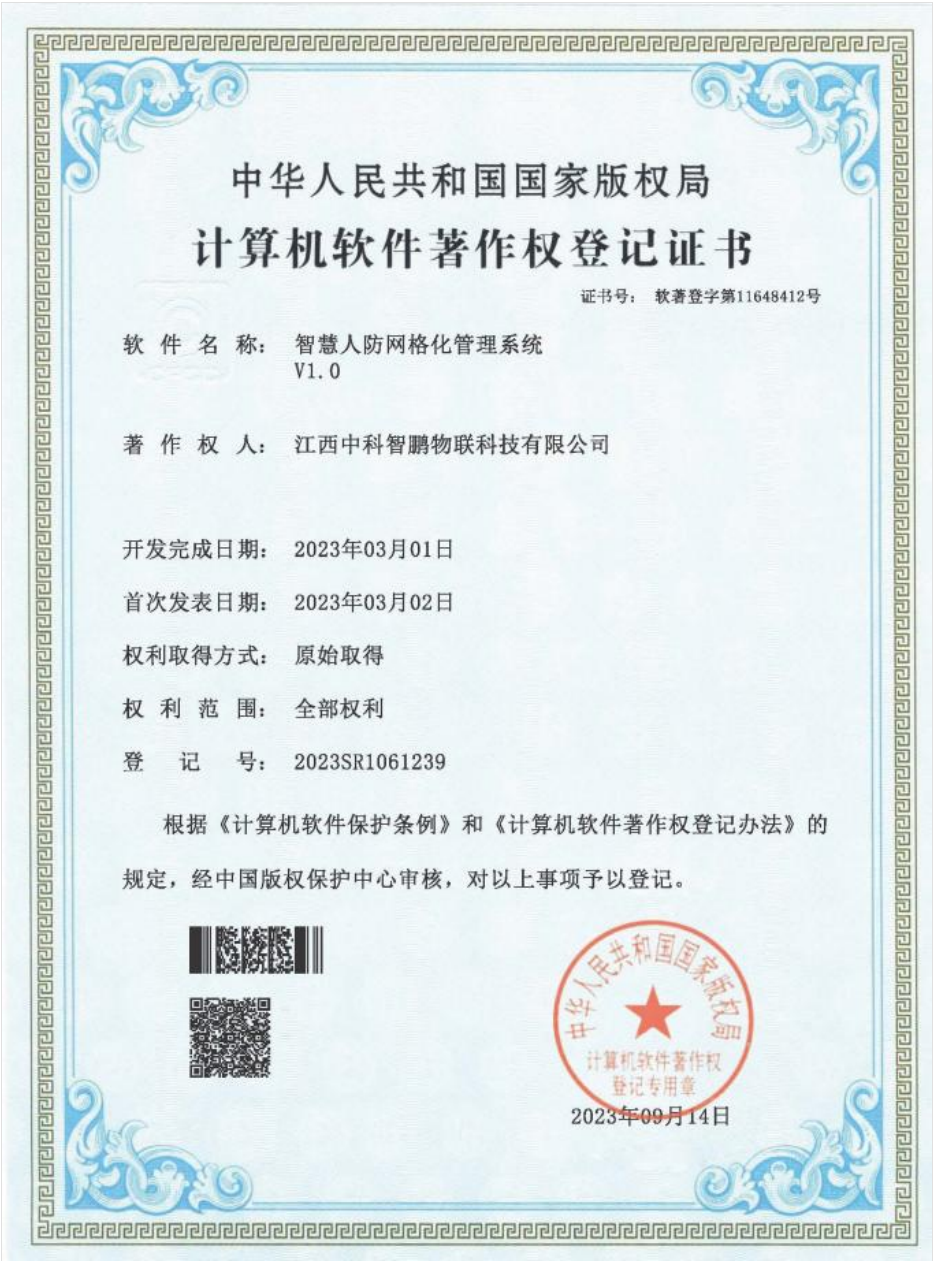 中华人民共和国国家版权局
计算机软件著作权登记证书
证书号： 软著登字第11648412号
软件名称： 智慧人防网格化管理系统
V1.0
著作权人： 江西中科智鹏物联科技有限公司
开发完成日期： 2023年03月01日
首次发表日期： 2023年03月02日
权利取得方式： 原始取得
权利范围： 全部权利
登记号： 2023SR1061239
根据《计算机软件保护条例》和《计算机软件著作权登记办法》的
规定，经中国版权保护中心审核，对以上事项予以登记。
中华人民共和国国家版权局
计算机软件著作权
登记专用章
2023年09月14日